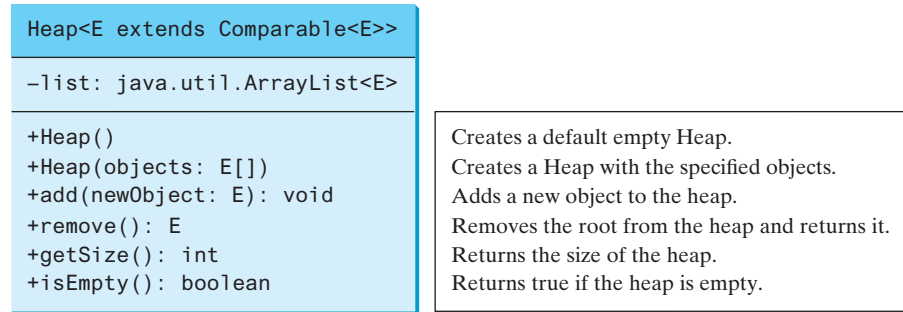 Heap<E extends Comparable<E>>
–list: java.util.ArrayList<E>
+Heap()
Creates a default empty Heap.
+Heap(objects: E[])
Creates a Heap with the specified objects.
+add(newObject: E): void
Adds a new object to the heap.
+remove(): E
Removes the root from the heap and returns it.
+getSize(): int
Returns the size of the heap.
+isEmpty(): boolean
Returns true if the heap is empty.